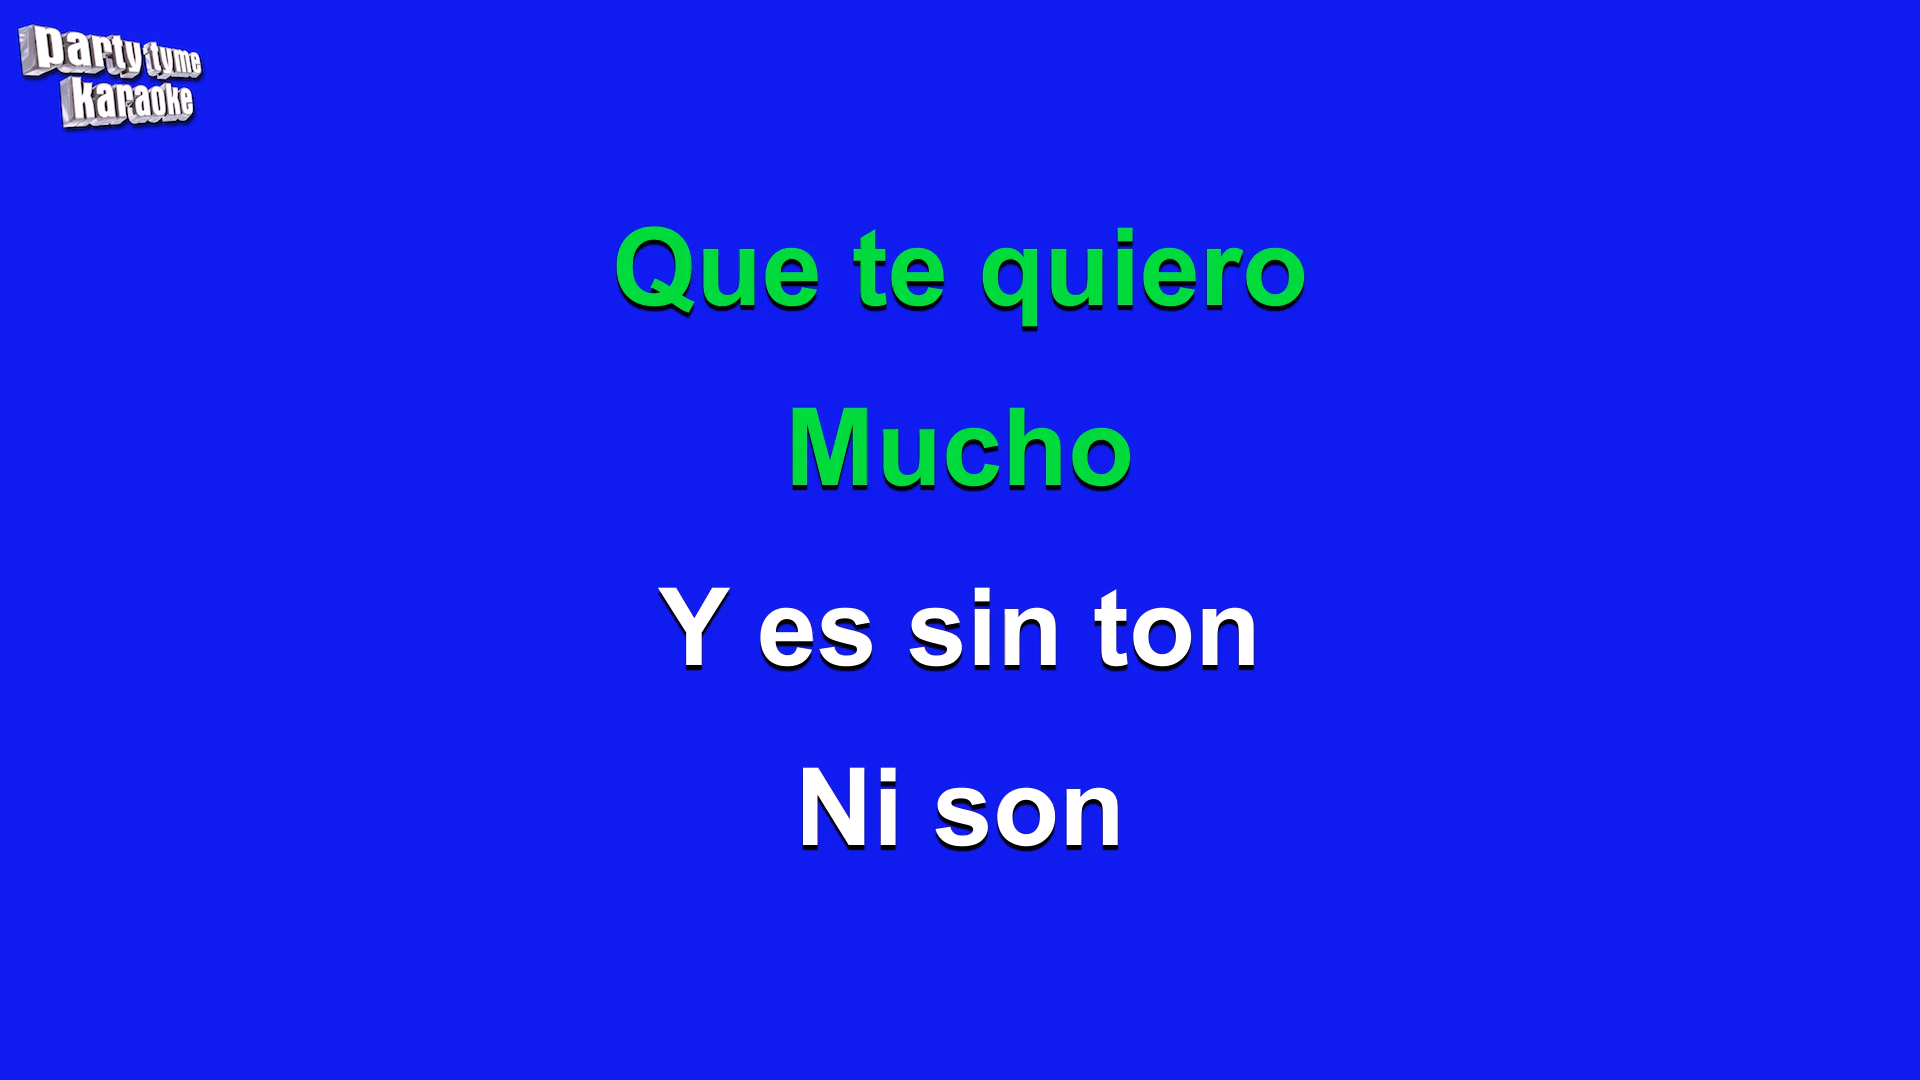 party tyme
karaoke
Que te quiero
Mucho
Y es sin ton
Ni son